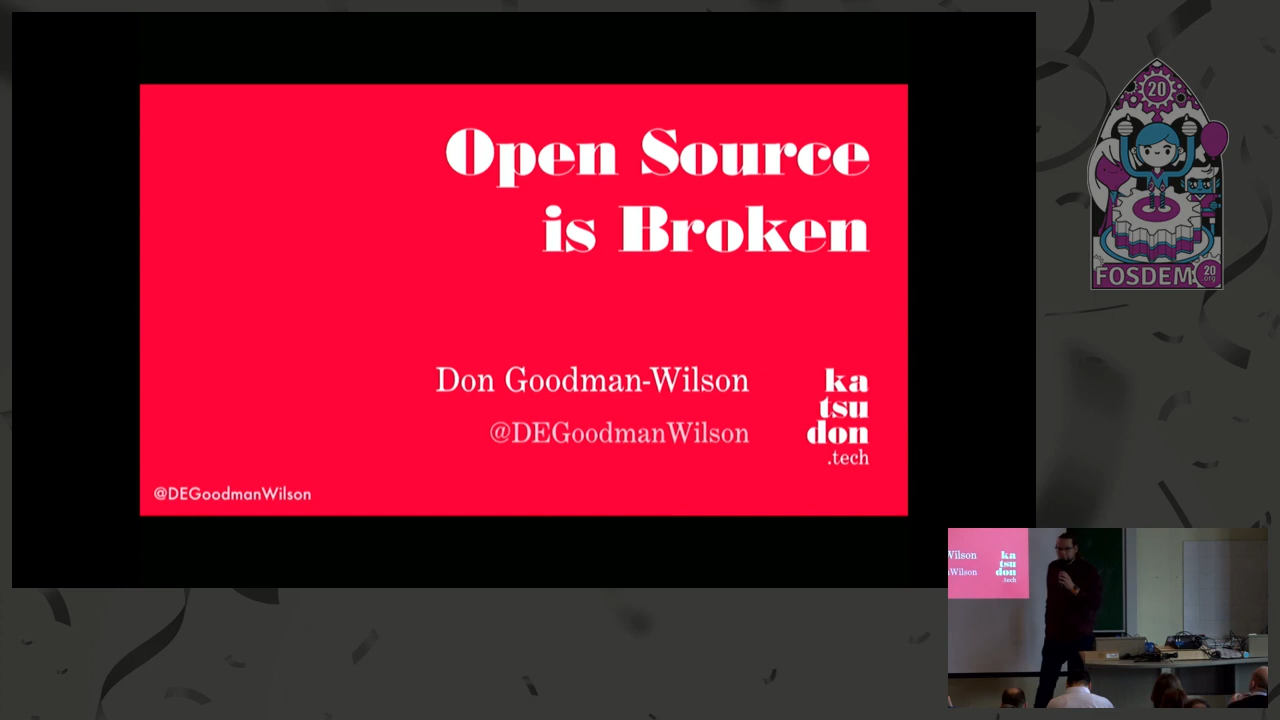 Open Source
is Broken
Don Goodman-Wilson
@DEGoodmanWilson
ka
tsu
don
.tech
@DEGoodmanWilson
20
FOSDEM
20
.org
Wilson
Wilson
ka
tsu
don
.tech